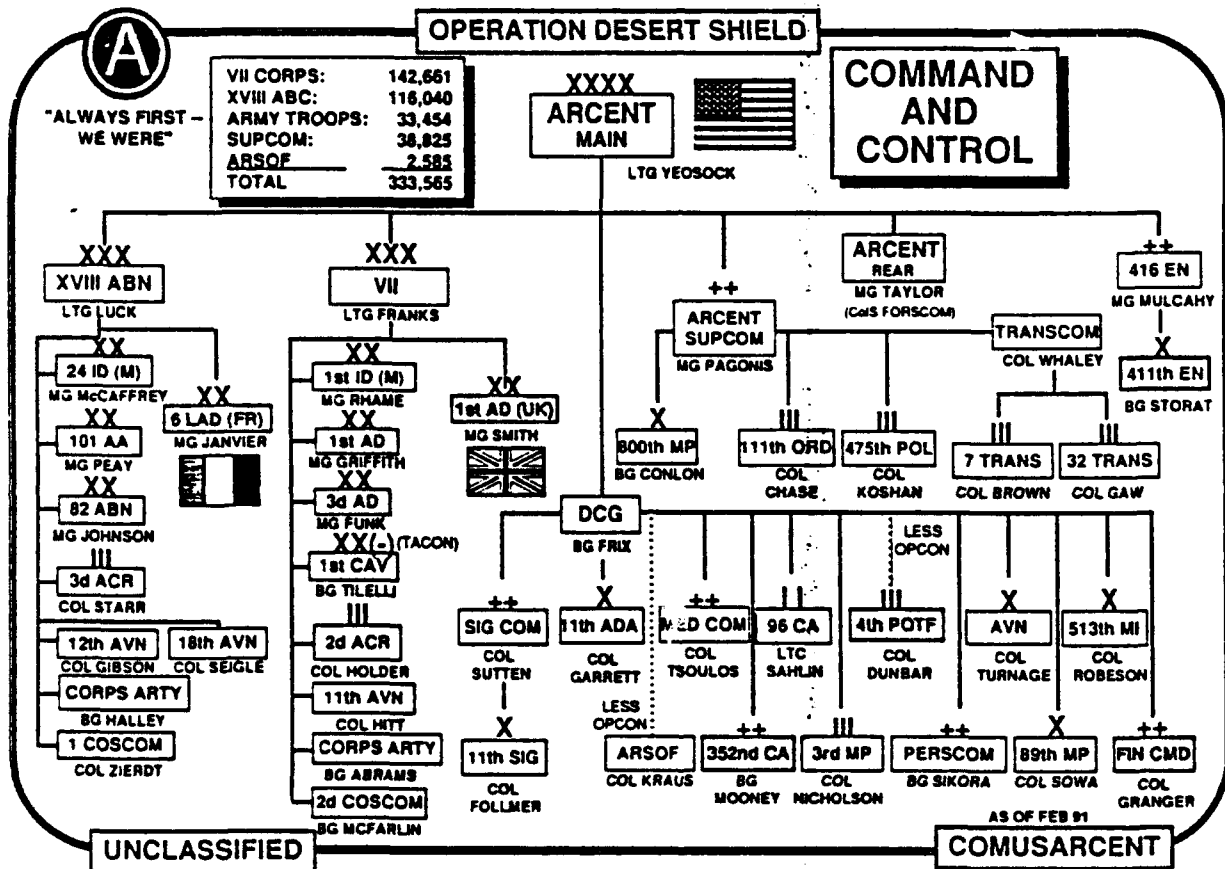 OPERATION DESERT SHIELD
A
"ALWAYS FIRST –
WE WERE"
VII CORPS: 142,661
XVIII ABC: 116,040
ARMY TROOPS: 33,454
SUPCOM: 38,825
ARSOF 2,585
TOTAL 333,565
XXXX
ARCENT
MAIN
LTG YEOSOCK
COMMAND
AND
CONTROL
XXX
XVIII ABN
LTG LUCK
XX
24 ID (M)
MG McCAFFREY
XX
101 AA
MG PEAY
XX
82 ABN
MG JOHNSON
III
3d ACR
COL STARR
12th AVN
COL GIBSON
18th AVN
COL SEIGLE
CORPS ARTY
BG HALLEY
1 COSCOM
COL ZIERDT
XX
6 LAD (FR)
MG JANVIER
XXX
VII
LTG FRANKS
XX
1st ID (M)
MG RHAME
XX
1st AD
MG GRIFFITH
XX
3d AD
MG FUNK
XX(-) (TACON)
1st CAV
BG TILELLI
III
2d ACR
COL HOLDER
11th AVN
COL HITT
CORPS ARTY
BG ABRAMS
2d COSCOM
BG MCFARLIN
XX
1st AD (UK)
MG SMITH
++
ARCENT
SUPCOM
MG PAGONIS
ARCENT
REAR
MG TAYLOR
(CofS FORSCOM)
++
416 EN
MG MULCAHY
X
411th EN
BG STORAT
TRANSCOM
COL WHALEY
X
800th MP
BG CONLON
III
111th ORD
COL
CHASE
III
475th POL
COL
KOSHAN
III
7 TRANS
COL BROWN
III
32 TRANS
COL GAW
DCG
BG FRIX
++
SIG COM
COL
SUTTEN
X
11th SIG
COL
FOLLMER
X
11th ADA
COL
GARRETT
LESS
OPCON
ARSOF
COL KRAUS
++
MED COM
COL
TSOULOS
++
352nd CA
BG
MOONEY
II
96 CA
LTC
SAHLIN
III
3rd MP
COL
NICHOLSON
LESS
OPCON
III
4th POTF
COL
DUNBAR
++
PERSCOM
BG SIKORA
X
AVN
COL
TURNAGE
X
89th MP
COL SOWA
X
513th MI
COL
ROBESON
++
FIN CMD
COL
GRANGER
AS OF FEB 91
UNCLASSIFIED
COMUSARCENT